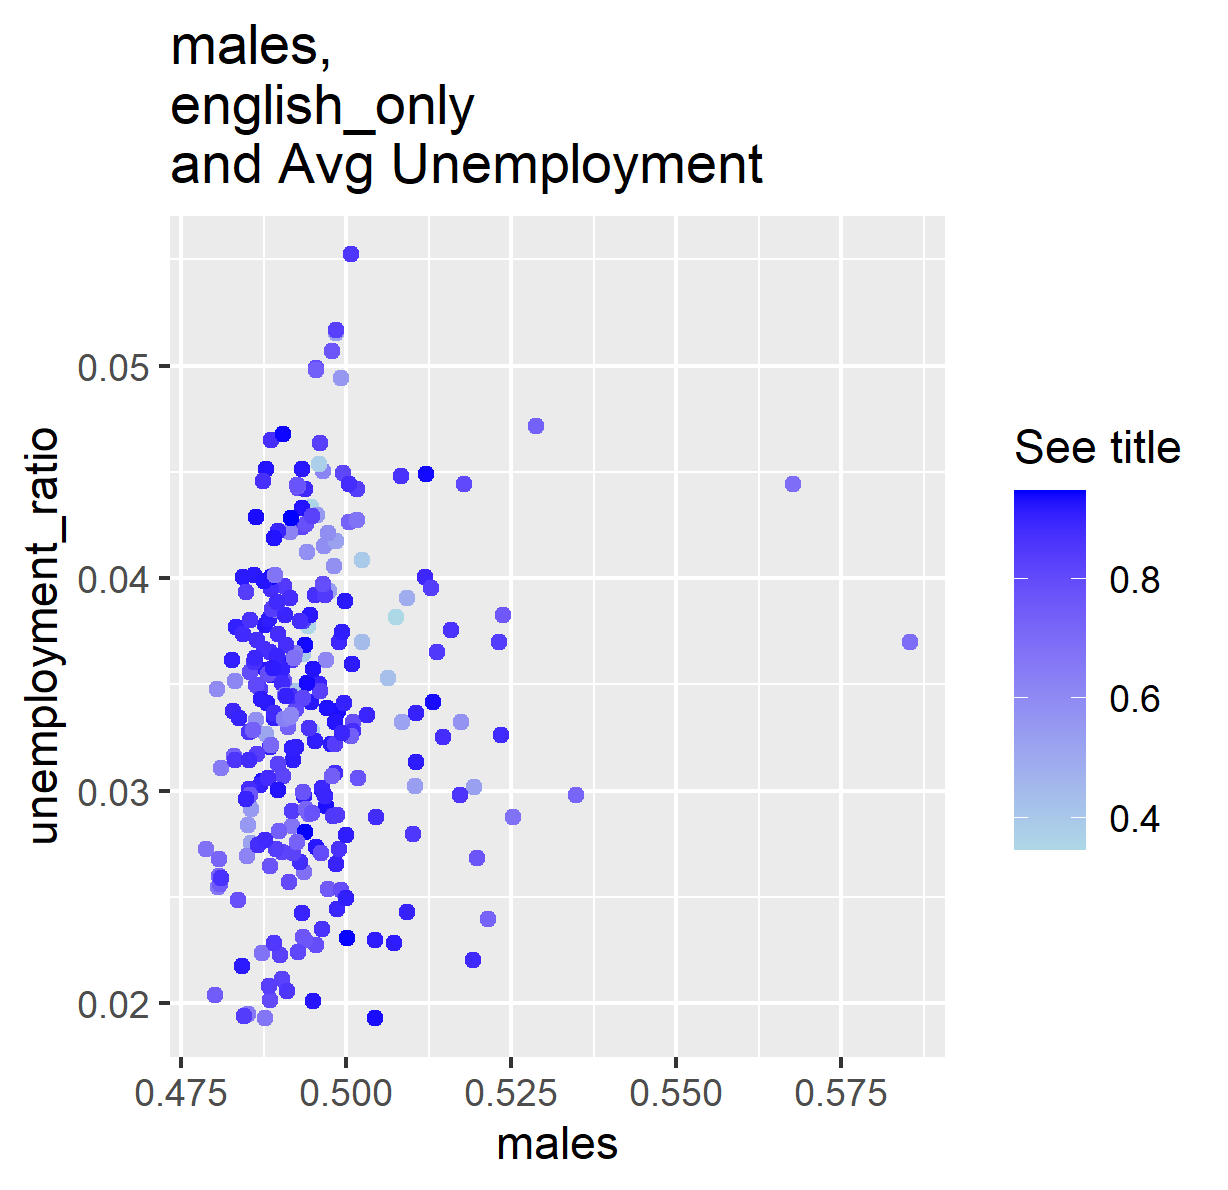 males,
english_only
and Avg Unemployment
unemployment_ratio
0.05
0.04
0.03
0.02
0.475 0.500 0.525 0.550 0.575
males
See title
0.8
0.6
0.4